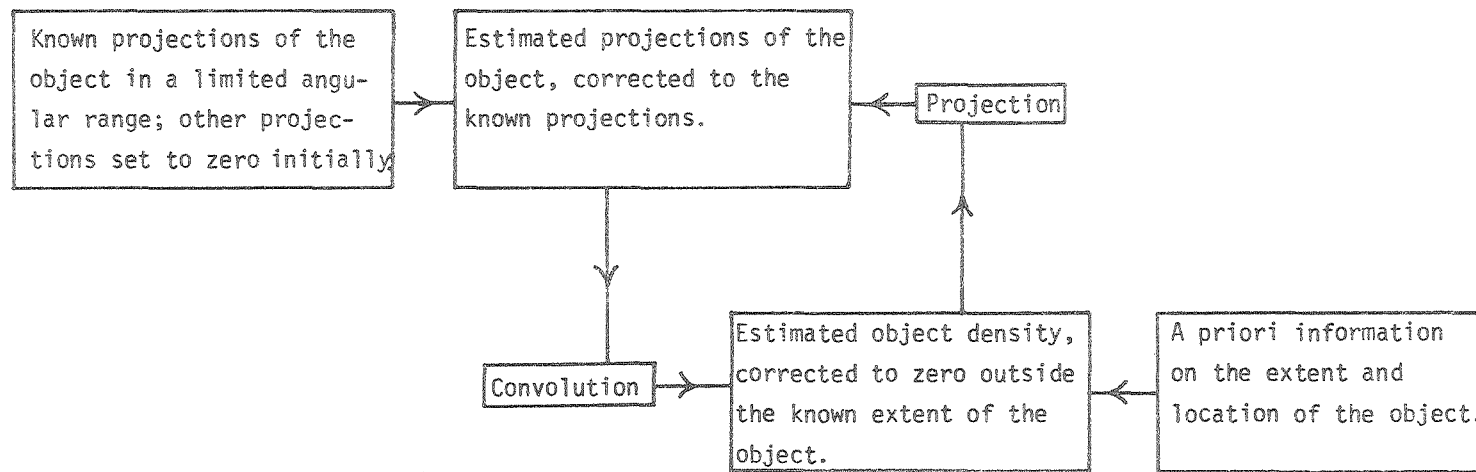 Known projections of the
object in a limited angu-
lar range; other projec-
tions set to zero initially.
Estimated projections of the
object, corrected to the
known projections.
Projection
Convolution
Estimated object density,
corrected to zero outside
the known extent of the
object.
A priori information
on the extent and
location of the object.